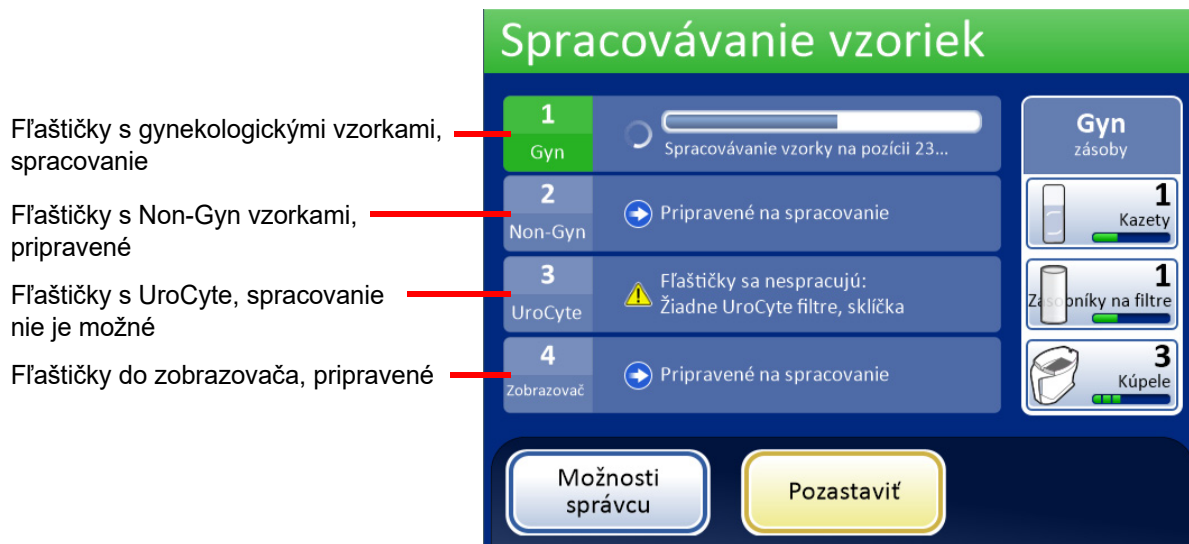 Spracovávanie vzoriek
Fľaštičky s gynekologickými vzorkami,
spracovanie
Fľaštičky s Non-Gyn vzorkami,
pripravené
Fľaštičky s UroCyte, spracovanie
nie je možné
Fľaštičky do zobrazovača, pripravené
1
Gyn
Spracovávanie vzorky na pozícii 23...
2
Non-Gyn
Pripravené na spracovanie
3
UroCyte
Fľaštičky sa nespracujú:
Žiadne UroCyte filtre, sklíčka
4
Zobrazovač
Pripravené na spracovanie
Gyn
zásoby
1
Kazety
1
Zásobníky na filtre
3
Kúpele
Možnosti
správcu
Pozastaviť